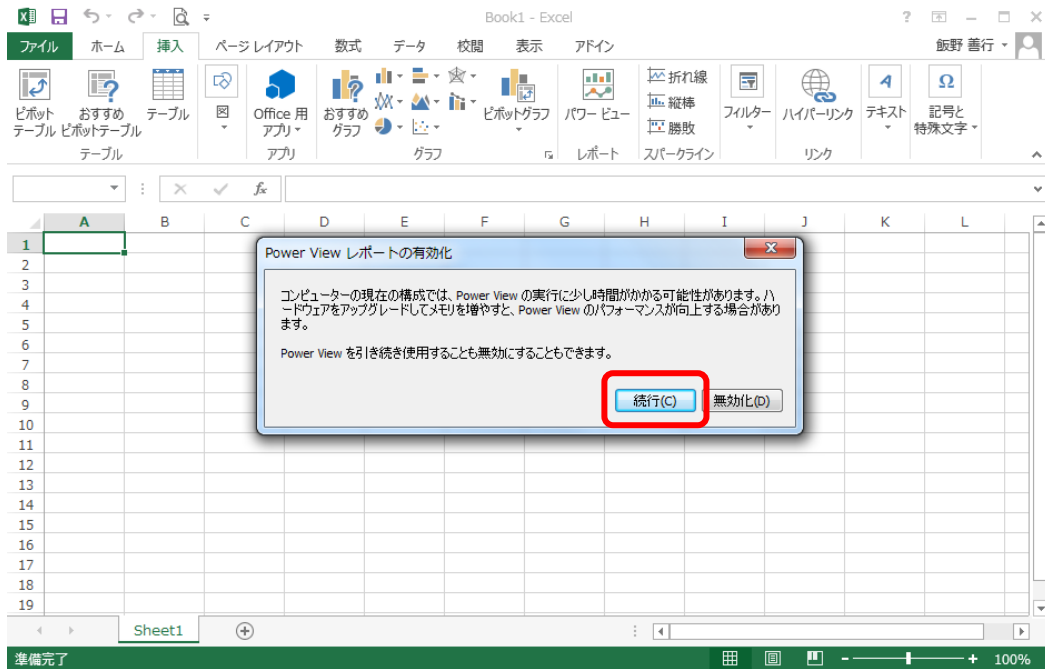 Book1 - Excel
?
ファイル ホーム 挿入 ページ レイアウト 数式 データ 校閲 表示 アドイン 飯野 善行
ピボット
テーブル
おすすめ
ピボットテーブル
テーブル
図
Office 用
アプリ
おすすめ
グラフ
ピボットグラフ
パワー ビュー
折れ線
縦棒
勝敗
フィルター
ハイパーリンク
テキスト
記号と
特殊文字
テーブル アプリ グラフ レポート スパークライン リンク
fx
A B C D E F G H I J K L
1
2
3
4
5
6
7
8
9
10
11
12
13
14
15
16
17
18
19
Power View レポートの有効化
コンピューターの現在の構成では、Power View の実行に少し時間がかかる可能性があります。ハ
ードウェアをアップグレードしてメモリを増やすと、Power View のパフォーマンスが向上する場合があり
ます。
Power View を引き続き使用することも無効にすることもできます。
続行(C) 無効化(D)
Sheet1
準備完了 100%